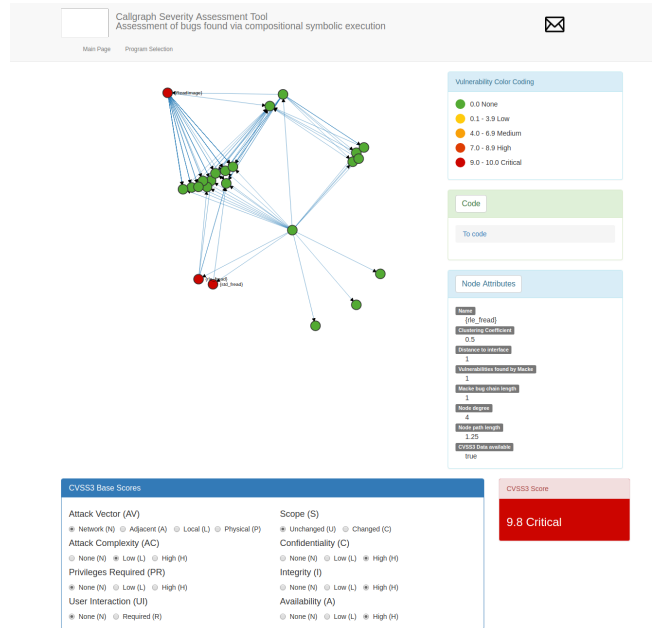 Callgraph Severity Assessment Tool
Assessment of bugs found via compositional symbolic execution
Main Page Program Selection
{ReadImage}
{std_fread}
Vulnerability Color Coding
0.0 None
0.1 - 3.9 Low
4.0 - 6.9 Medium
7.0 - 8.9 High
9.0 - 10.0 Critical
Code
To code
Node Attributes
Name
{rle_fread}
Clustering Coefficient
0.5
Distance to interface
1
Vulnerabilities found by Macke
1
Macke bug chain length
1
Node degree
4
Node path length
1.25
CVSS3 Data available
true
CVSS3 Base Scores
Attack Vector (AV)
Network (N) Adjacent (A) Local (L) Physical (P)
Attack Complexity (AC)
None (N) Low (L) High (H)
Privileges Required (PR)
None (N) Low (L) High (H)
User Interaction (UI)
None (N) Required (R)
Scope (S)
Unchanged (U) Changed (C)
Confidentiality (C)
None (N) Low (L) High (H)
Integrity (I)
None (N) Low (L) High (H)
Availability (A)
None (N) Low (L) High (H)
CVSS3 Score
9.8 Critical